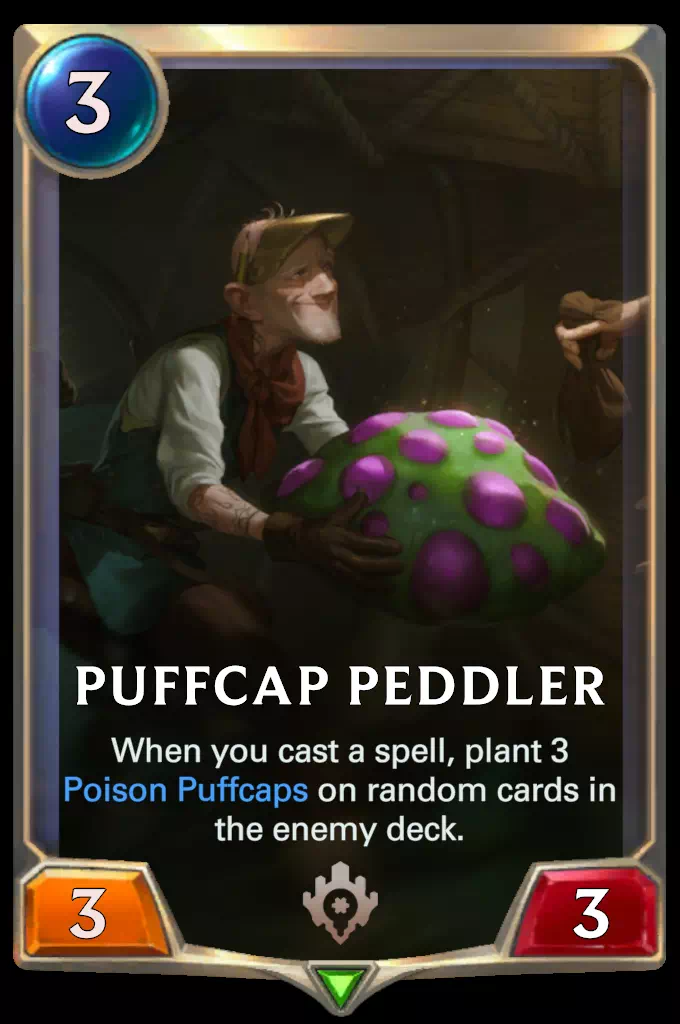 3
PUFFCAP PEDDLER
When you cast a spell, plant 3
Poison Puffcaps on random cards in
the enemy deck.
3
3